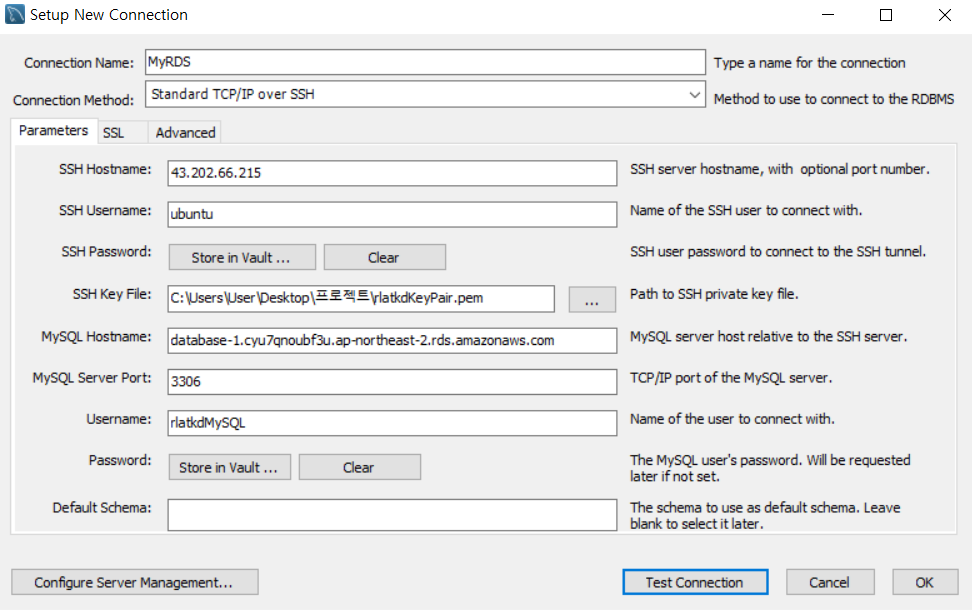 Setup New Connection
Connection Name: MyRDS Type a name for the connection
Connection Method: Standard TCP/IP over SSH Method to use to connect to the RDBMS
Parameters SSL Advanced
SSH Hostname: 43.202.66.215 SSH server hostname, with optional port number.
SSH Username: ubuntu Name of the SSH user to connect with.
SSH Password: Store in Vault ... Clear SSH user password to connect to the SSH tunnel.
SSH Key File: C:\Users\User\Desktop\프로젝트\rlatkdKeyPair.pem ... Path to SSH private key file.
MySQL Hostname: database-1.cyu7qnoubf3u.ap-northeast-2.rds.amazonaws.com MySQL server host relative to the SSH server.
MySQL Server Port: 3306 TCP/IP port of the MySQL server.
Username: rlatkdMySQL Name of the user to connect with.
Password: Store in Vault ... Clear The MySQL user's password. Will be requested
later if not set.
Default Schema: The schema to use as default schema. Leave
blank to select it later.
Configure Server Management... Test Connection Cancel OK